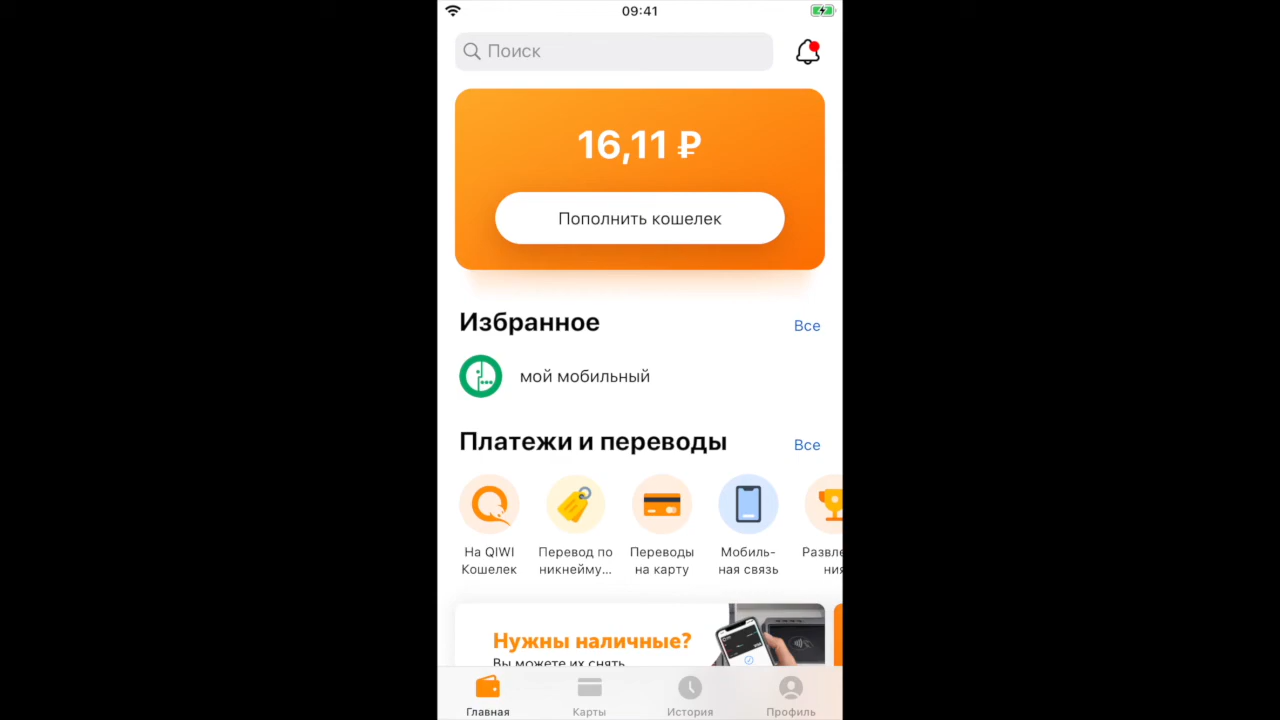 09:41
Поиск
16,11 ₽
Пополнить кошелек
Избранное
Все
мой мобильный
Платежи и переводы
Все
На QIWI
Кошелек
Перевод по
никнейму...
Переводы
на карту
Мобиль-
ная связь
Развле
ния
Нужны наличные?
Вы можете их снять
Главная
Карты
История
Профиль